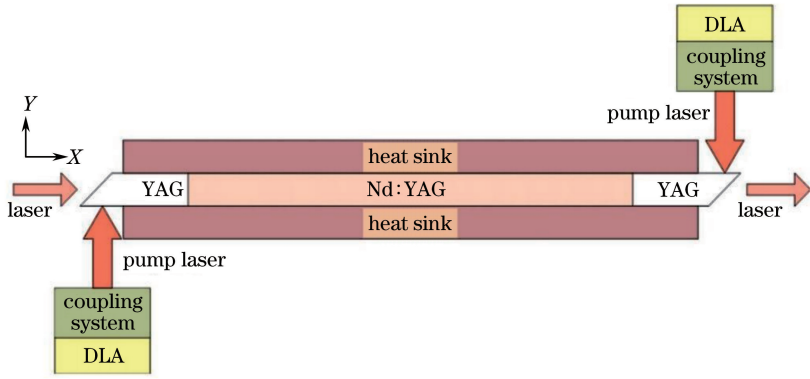 DLA
coupling
system
pump laser
Y
X
heat sink
YAG
Nd:YAG
YAG
laser
laser
heat sink
pump laser
coupling
system
DLA